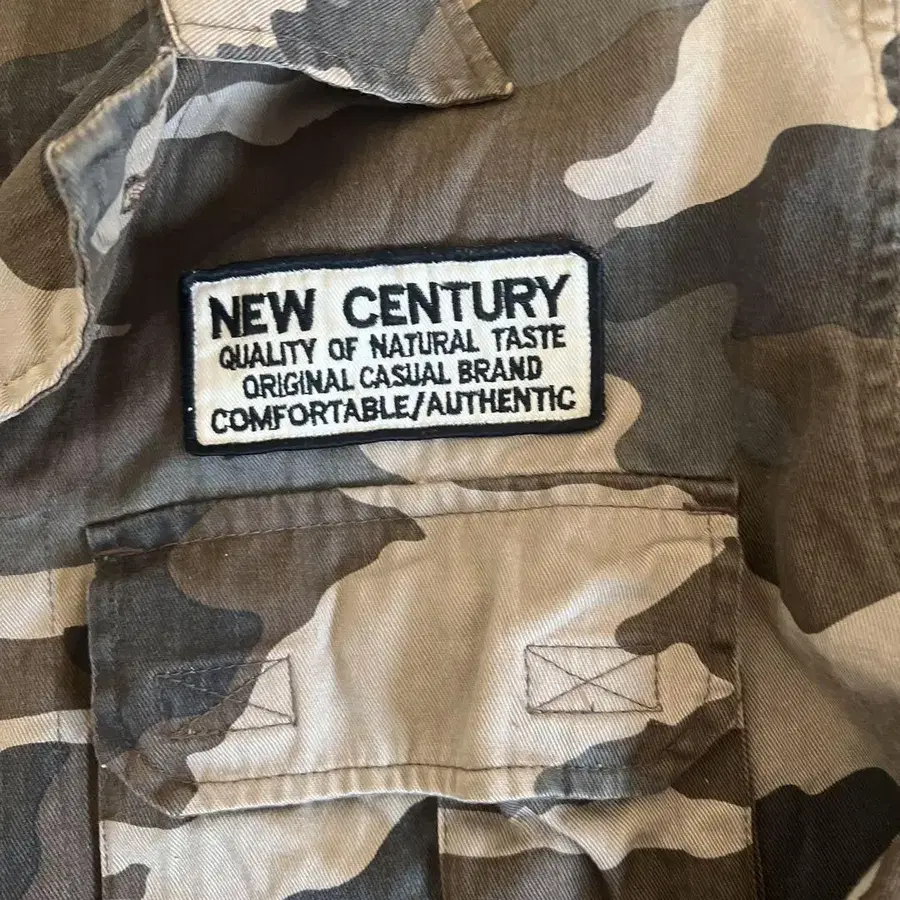 NEW CENTURY
QUALITY OF NATURAL TASTE
ORIGINAL CASUAL BRAND
COMFORTABLE/AUTHENTIC